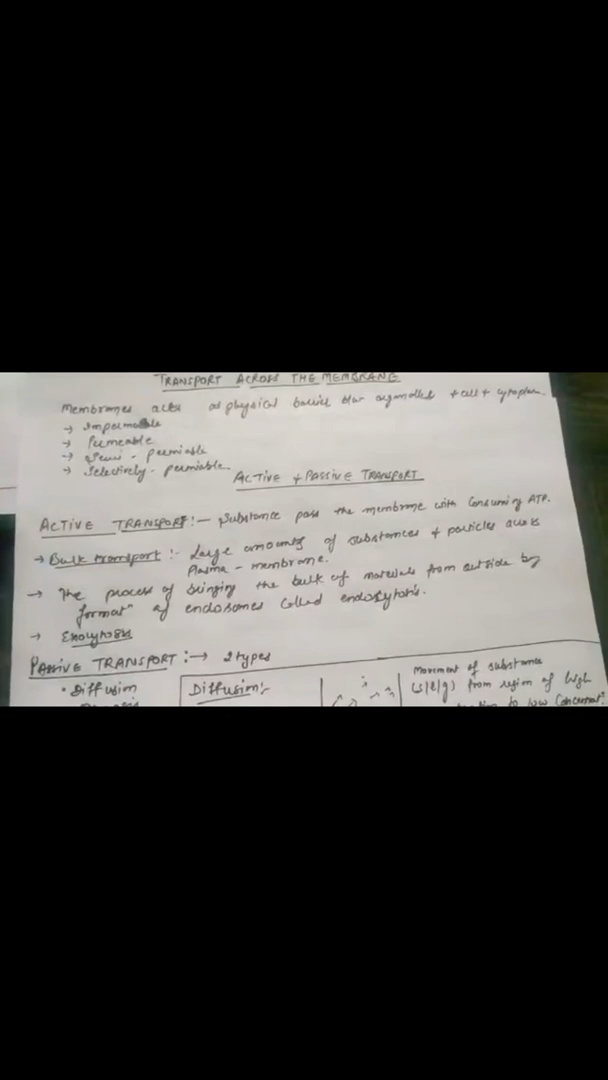 TRANSPORT ACROSS THE MEMBRANE
Membranes acts as physical barrier b/w organelles + cell + cytoplasm.
→ Impermeable
→ Permeable
→ Semi - permiable
→ Selectively - permiable.
ACTIVE & PASSIVE TRANSPORT
ACTIVE TRANSPORT:- Substance pass the membrane with consuming ATP.
→ Bulk transport :- Large amounts of substances & particles across
Plasma - membrane.
→ The process of bringing the bulk of materials from outside by
formatn of endosomes called endocytosis.
→ Exocytosis
PASSIVE TRANSPORT :→ 2 types
• Diffusion
Diffusion:-
Movement of substance
(s/l/g) from region of high
to low concentratn